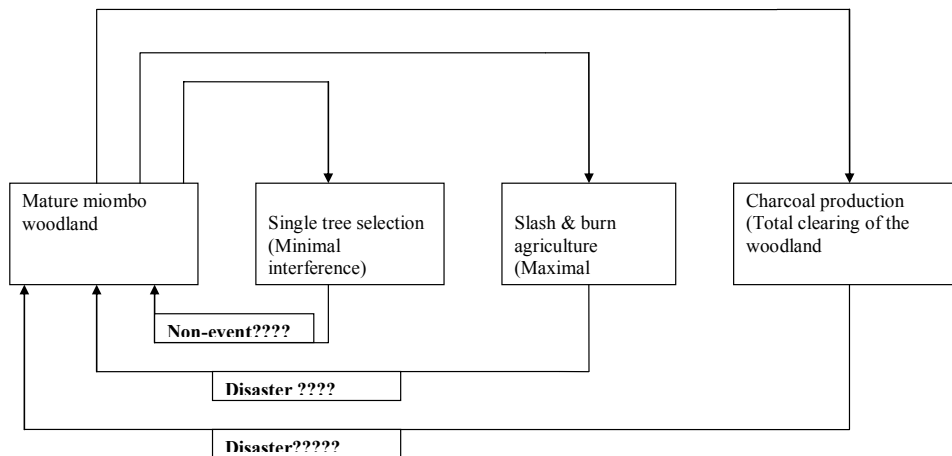 Mature miombo
woodland
Single tree selection
(Minimal
interference)
Slash & burn
agriculture
(Maximal
Charcoal production
(Total clearing of the
woodland
Non-event????
Disaster ????
Disaster?????